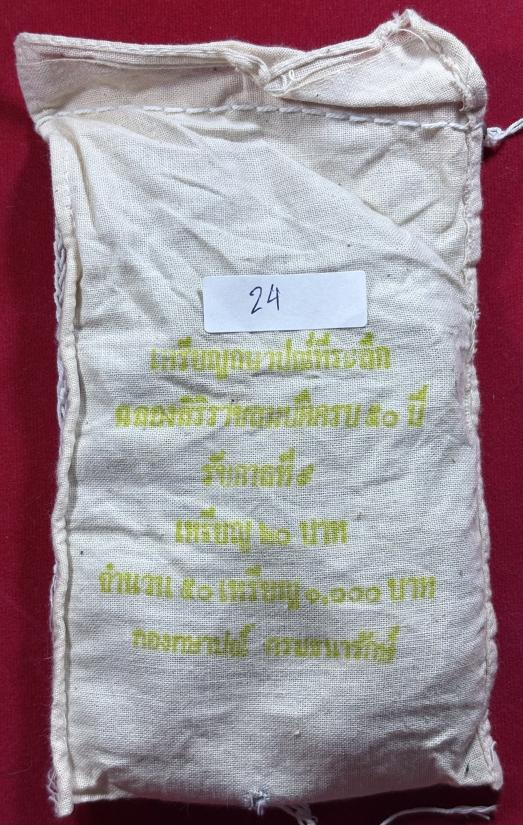 24
เหรียญกษาปณ์ที่ระลึก
ฉลองสิริราชสมบัติครบ ๕๐ ปี
รัชกาลที่ ๙
เหรียญ ๒๐ บาท
จำนวน ๕๐ เหรียญ ๑,๐๐๐ บาท
กองกษาปณ์ กรมธนารักษ์